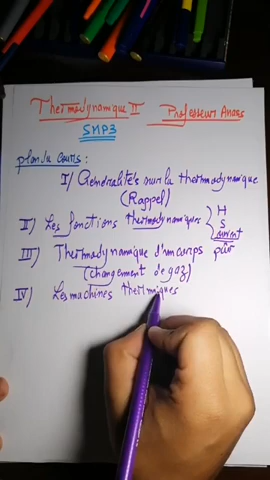 Thermodynamique II Professeur Anass
SMP3
plan du cours :
I/ Généralités sur la thermodynamique
(Rappel)
II) Les fonctions thermodynamiques H
S
III) Thermodynamique d'un corps pur
(changement de gaz)
IV) Les machines thermiques